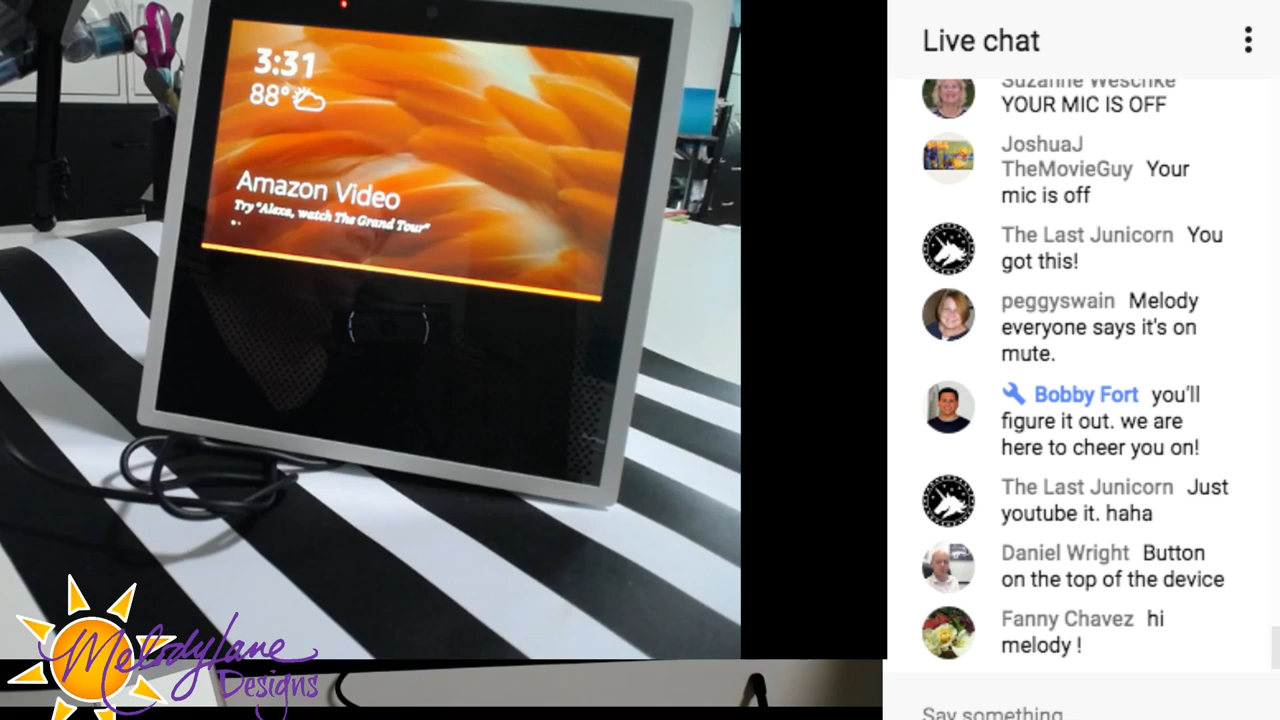 3:31
88°
Amazon Video
Try "Alexa, watch The Grand Tour"
Live chat
Suzanne Weschke
YOUR MIC IS OFF
JoshuaJ
TheMovieGuy Your
mic is off
The Last Junicorn You
got this!
peggyswain Melody
everyone says it's on
mute.
Bobby Fort you'll
figure it out. we are
here to cheer you on!
The Last Junicorn Just
youtube it. haha
Daniel Wright Button
on the top of the device
Fanny Chavez hi
melody !
Say something
MelodyLane
Designs